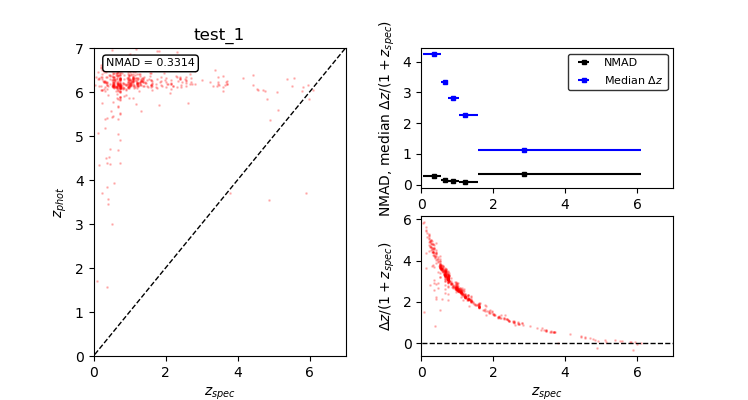 test_1
NMAD = 0.3314
7
6
5
4
3
2
1
0
0 2 4 6
z_phot
z_spec
NMAD, median Δz/(1 + z_spec)
4
3
2
1
0
0 2 4 6
NMAD
Median Δz
Δz/(1 + z_spec)
6
4
2
0
0 2 4 6
z_spec